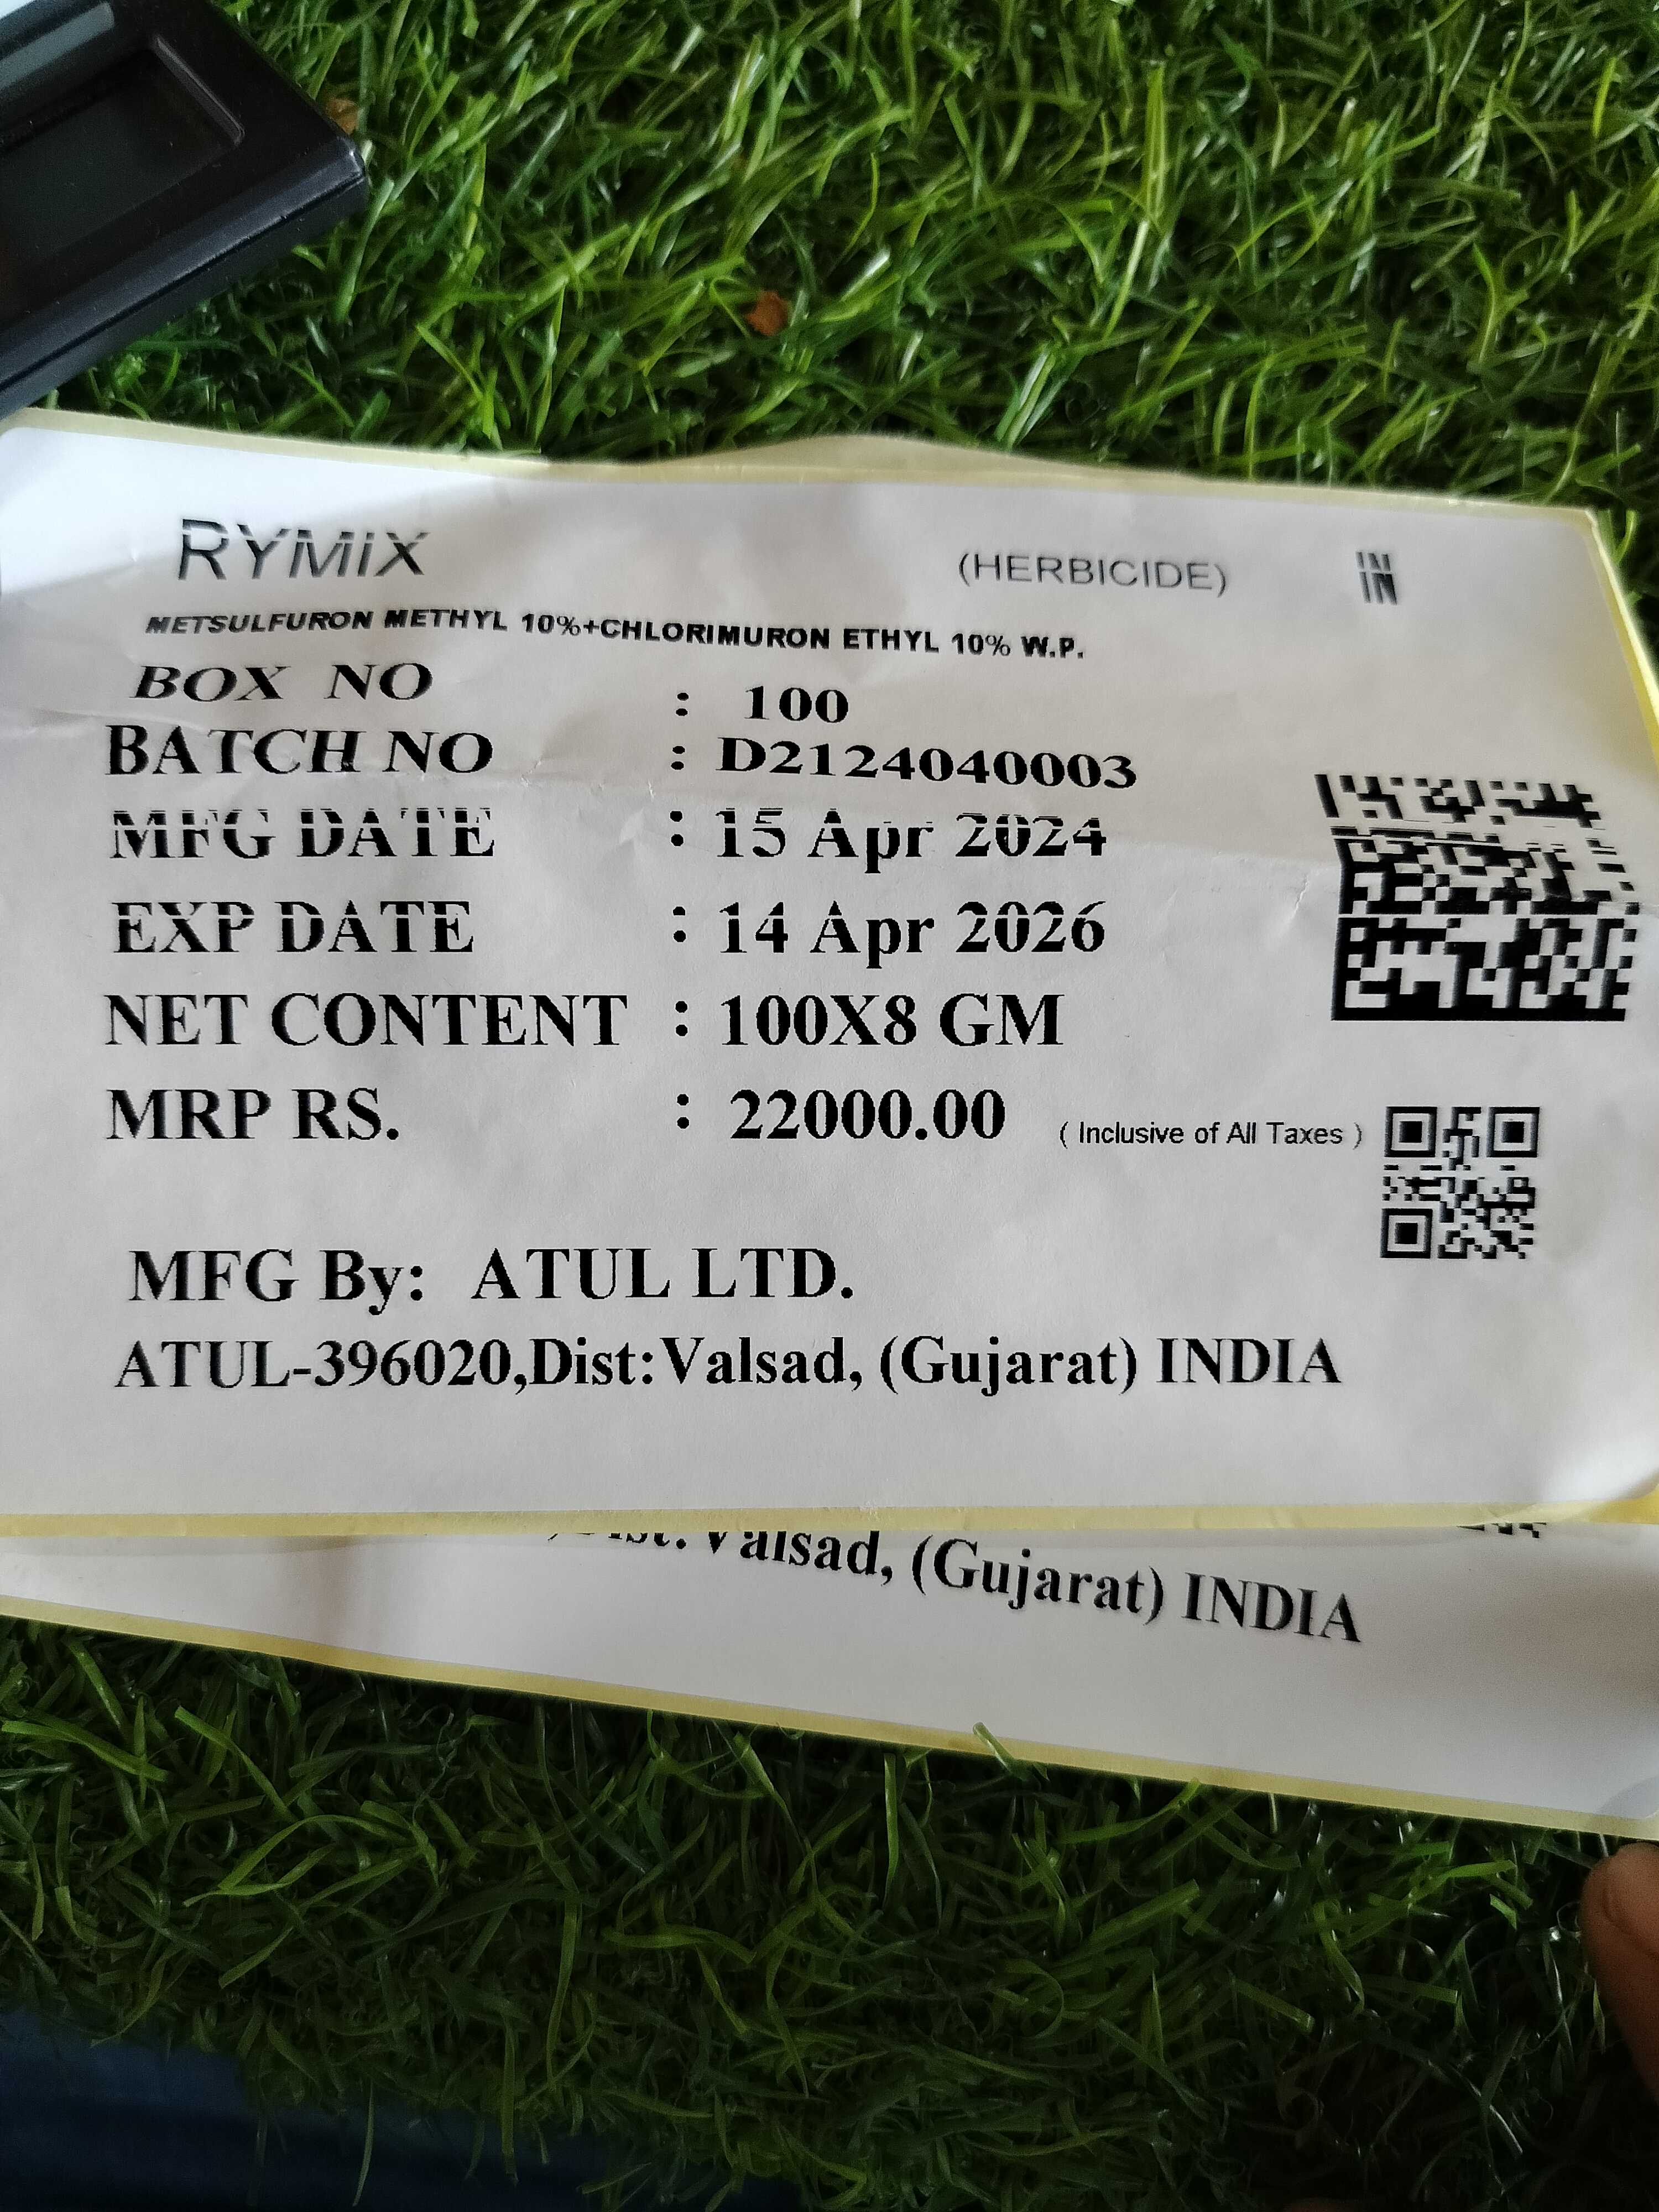 RYMIX (HERBICIDE) IN
METSULFURON METHYL 10%+CHLORIMURON ETHYL 10% W.P.
BOX NO : 100
BATCH NO : D2124040003
MFG DATE : 15 Apr 2024
EXP DATE : 14 Apr 2026
NET CONTENT : 100X8 GM
MRP RS. : 22000.00 ( Inclusive of All Taxes )
MFG By: ATUL LTD.
ATUL-396020,Dist:Valsad, (Gujarat) INDIA
Valsad, (Gujarat) INDIA